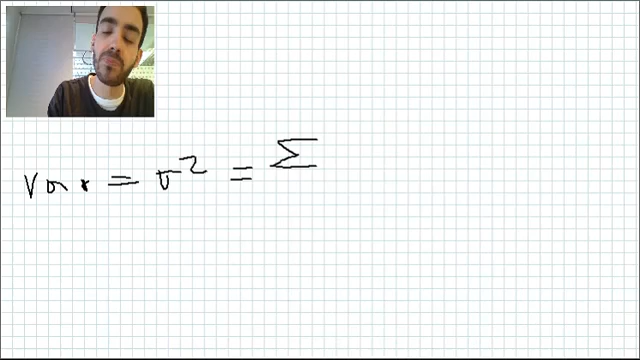 var = σ² = Σ